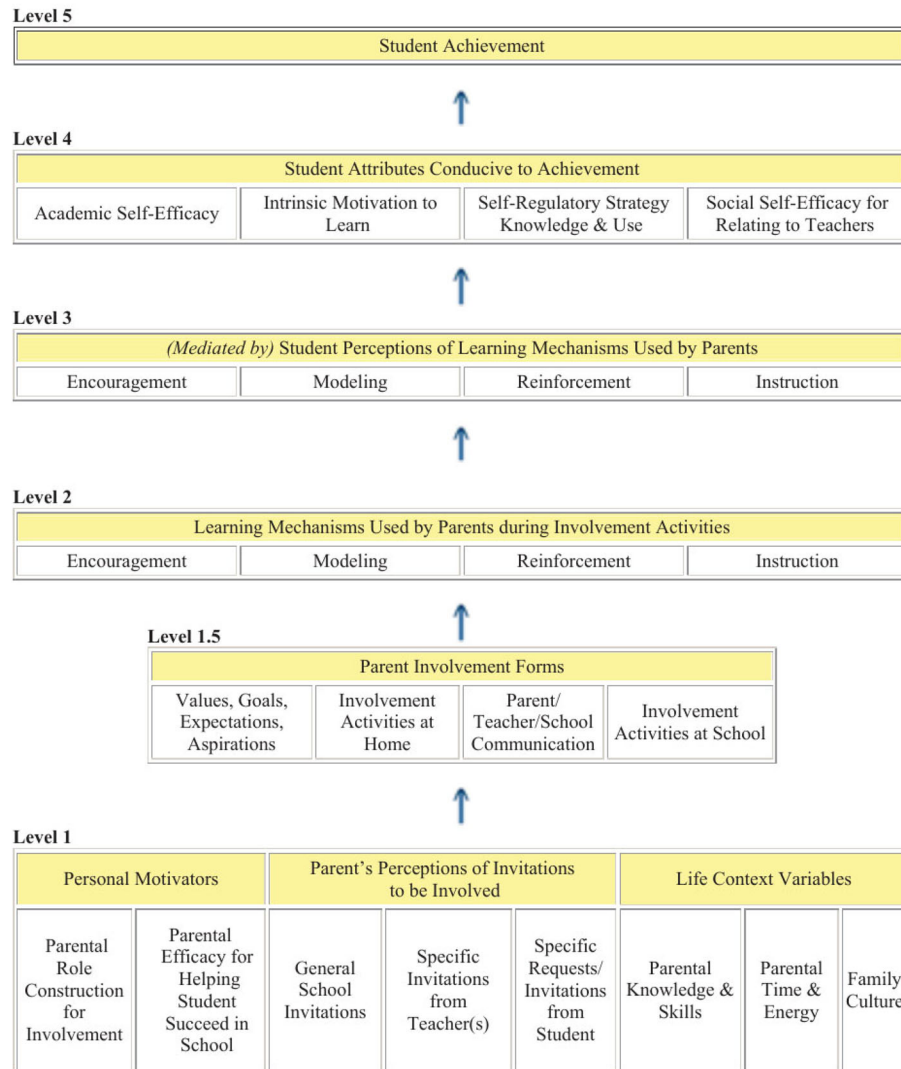 Level 5
Student Achievement
Level 4
Student Attributes Conducive to Achievement
Academic Self-Efficacy
Intrinsic Motivation to
Learn
Self-Regulatory Strategy
Knowledge & Use
Social Self-Efficacy for
Relating to Teachers
Level 3
(Mediated by) Student Perceptions of Learning Mechanisms Used by Parents
Encouragement
Modeling
Reinforcement
Instruction
Level 2
Learning Mechanisms Used by Parents during Involvement Activities
Encouragement
Modeling
Reinforcement
Instruction
Level 1.5
Parent Involvement Forms
Values, Goals,
Expectations,
Aspirations
Involvement
Activities at
Home
Parent/
Teacher/School
Communication
Involvement
Activities at School
Level 1
Personal Motivators
Parent's Perceptions of Invitations
to be Involved
Life Context Variables
Parental
Role
Construction
for
Involvement
Parental
Efficacy for
Helping
Student
Succeed in
School
General
School
Invitations
Specific
Invitations
from
Teacher(s)
Specific
Requests/
Invitations
from
Student
Parental
Knowledge &
Skills
Parental
Time &
Energy
Family
Culture